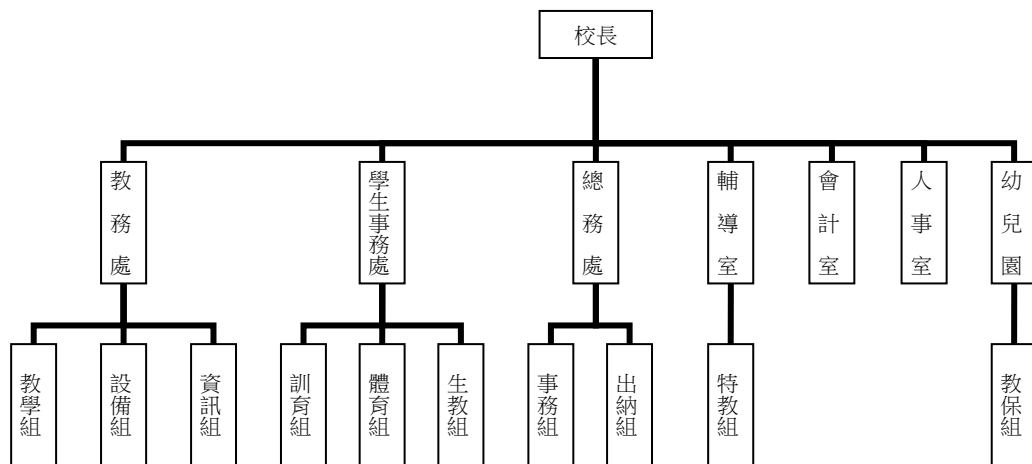 校長
教務處
學生事務處
總務處
輔導室
會計室
人事室
幼兒園
教學組
設備組
資訊組
訓育組
體育組
生教組
事務組
出納組
特教組
教保組